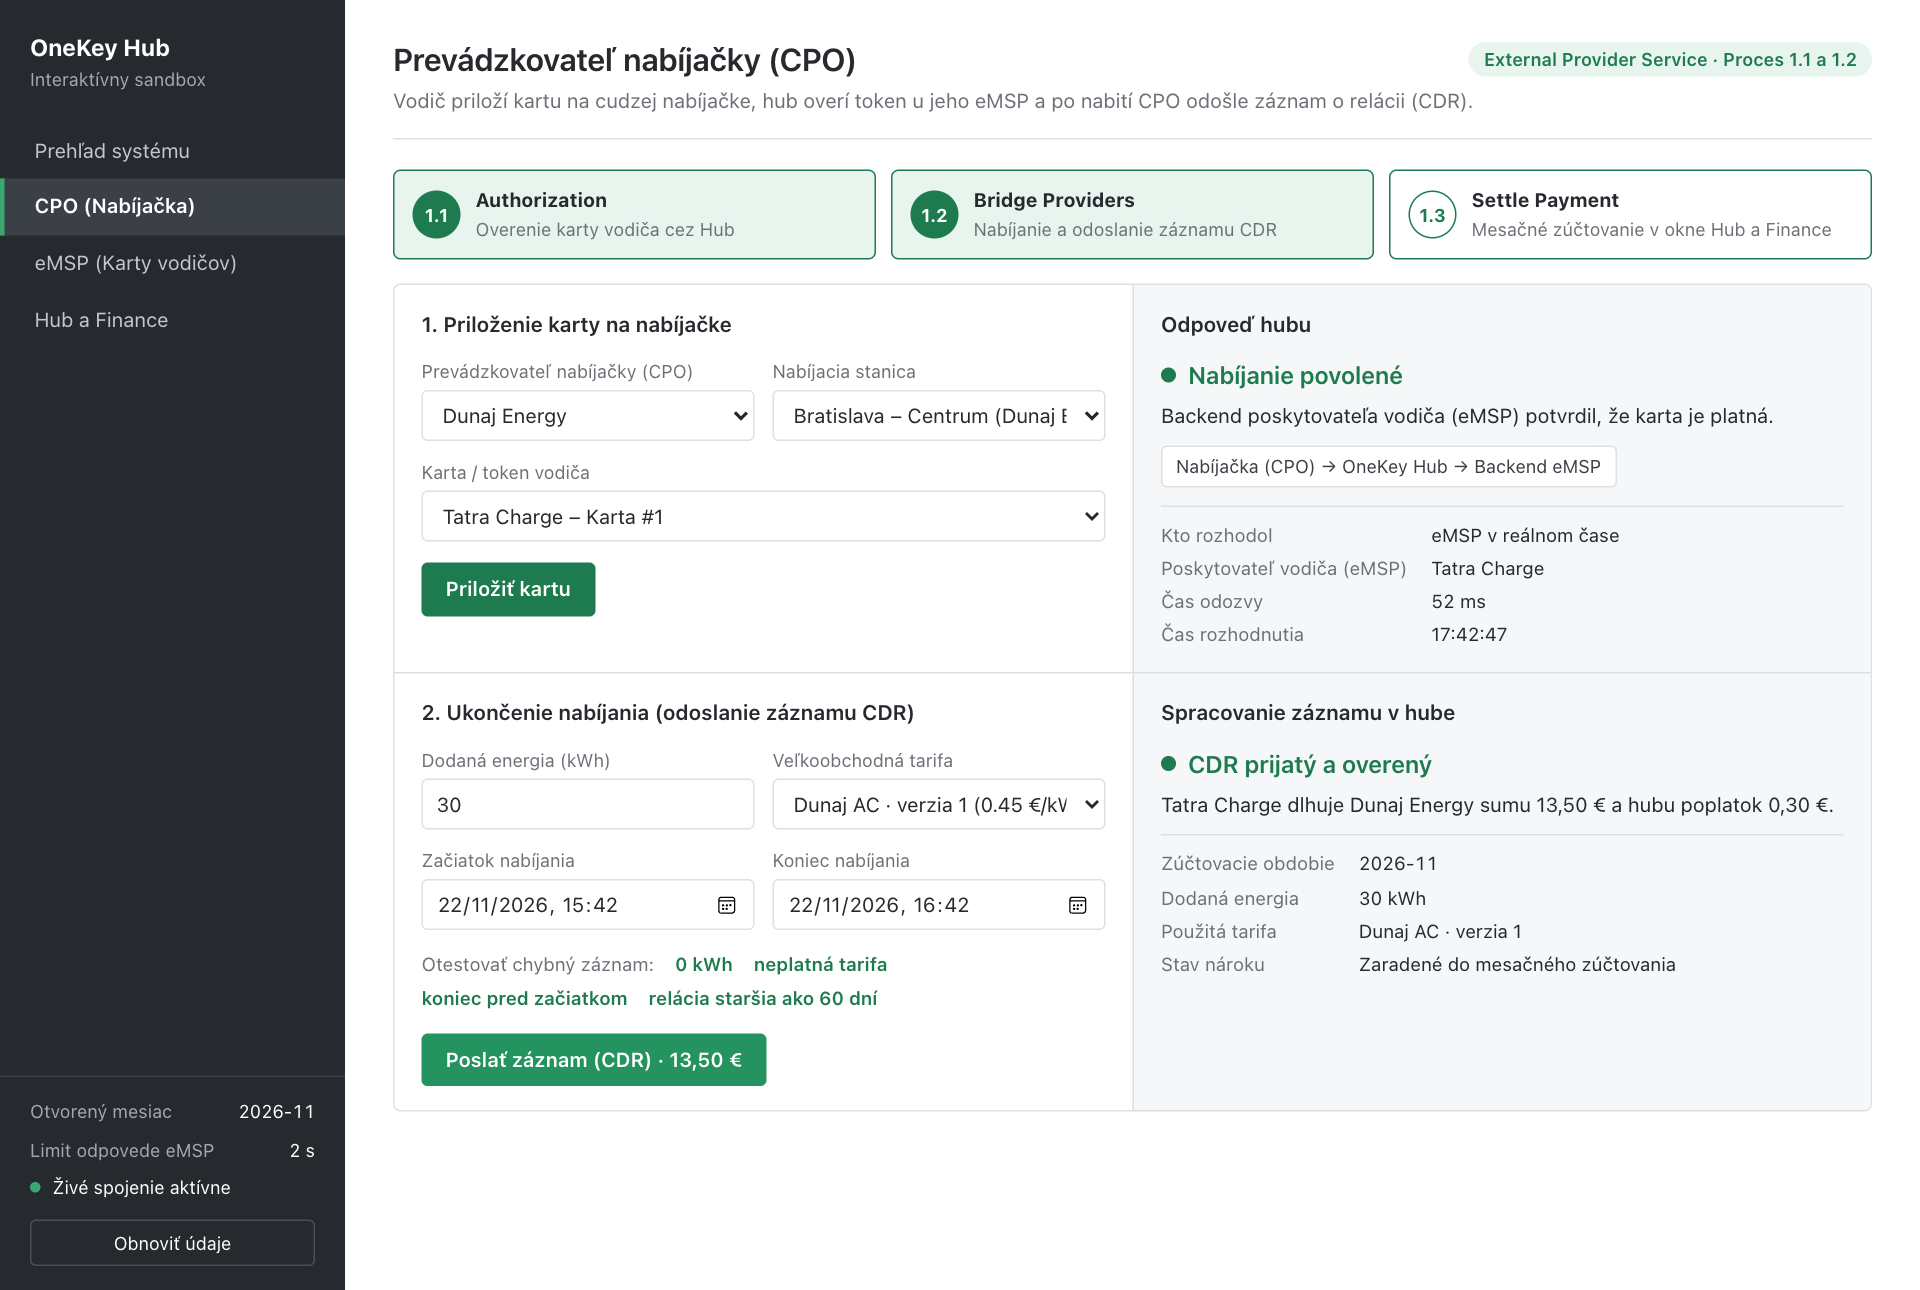 OneKey Hub
Interaktívny sandbox
Prehľad systému
CPO (Nabíjačka)
eMSP (Karty vodičov)
Hub a Finance
Otvorený mesiac 2026-11
Limit odpovede eMSP 2 s
Živé spojenie aktívne
Obnoviť údaje
Prevádzkovateľ nabíjačky (CPO)
External Provider Service · Proces 1.1 a 1.2
Vodič priloží kartu na cudzej nabíjačke, hub overí token u jeho eMSP a po nabití CPO odošle záznam o relácii (CDR).
1.1 Authorization
Overenie karty vodiča cez Hub
1.2 Bridge Providers
Nabíjanie a odoslanie záznamu CDR
1.3 Settle Payment
Mesačné zúčtovanie v okne Hub a Finance
1. Priloženie karty na nabíjačke
Prevádzkovateľ nabíjačky (CPO) Nabíjacia stanica
Dunaj Energy Bratislava – Centrum (Dunaj E
Karta / token vodiča
Tatra Charge – Karta #1
Priložiť kartu
Odpoveď hubu
Nabíjanie povolené
Backend poskytovateľa vodiča (eMSP) potvrdil, že karta je platná.
Nabíjačka (CPO) → OneKey Hub → Backend eMSP
Kto rozhodol eMSP v reálnom čase
Poskytovateľ vodiča (eMSP) Tatra Charge
Čas odozvy 52 ms
Čas rozhodnutia 17:42:47
2. Ukončenie nabíjania (odoslanie záznamu CDR)
Dodaná energia (kWh) Veľkoobchodná tarifa
30 Dunaj AC · verzia 1 (0.45 €/kV
Začiatok nabíjania Koniec nabíjania
22/11/2026, 15:42 22/11/2026, 16:42
Otestovať chybný záznam: 0 kWh neplatná tarifa
koniec pred začiatkom relácia staršia ako 60 dní
Poslať záznam (CDR) · 13,50 €
Spracovanie záznamu v hube
CDR prijatý a overený
Tatra Charge dlhuje Dunaj Energy sumu 13,50 € a hubu poplatok 0,30 €.
Zúčtovacie obdobie 2026-11
Dodaná energia 30 kWh
Použitá tarifa Dunaj AC · verzia 1
Stav nároku Zaradené do mesačného zúčtovania